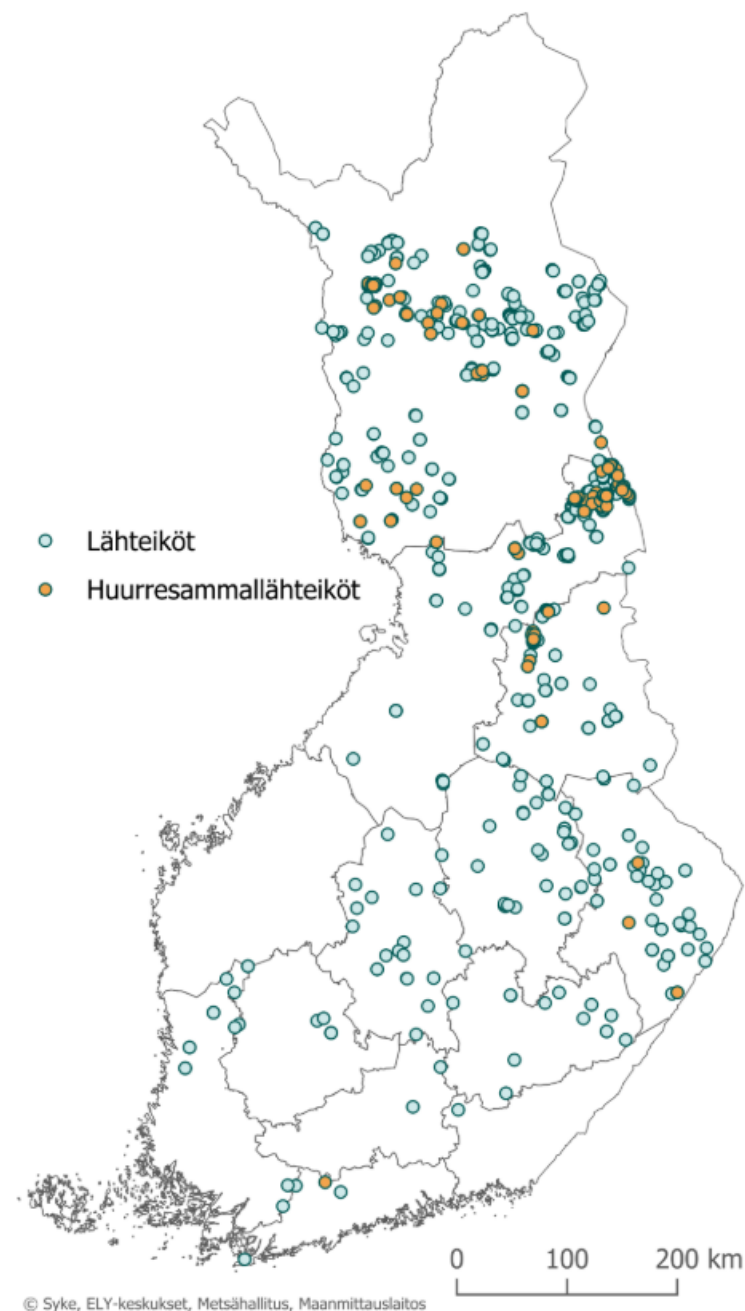 Lähteiköt
Huurresammallähteiköt
0 100 200 km
© Syke, ELY-keskukset, Metsähallitus, Maanmittauslaitos